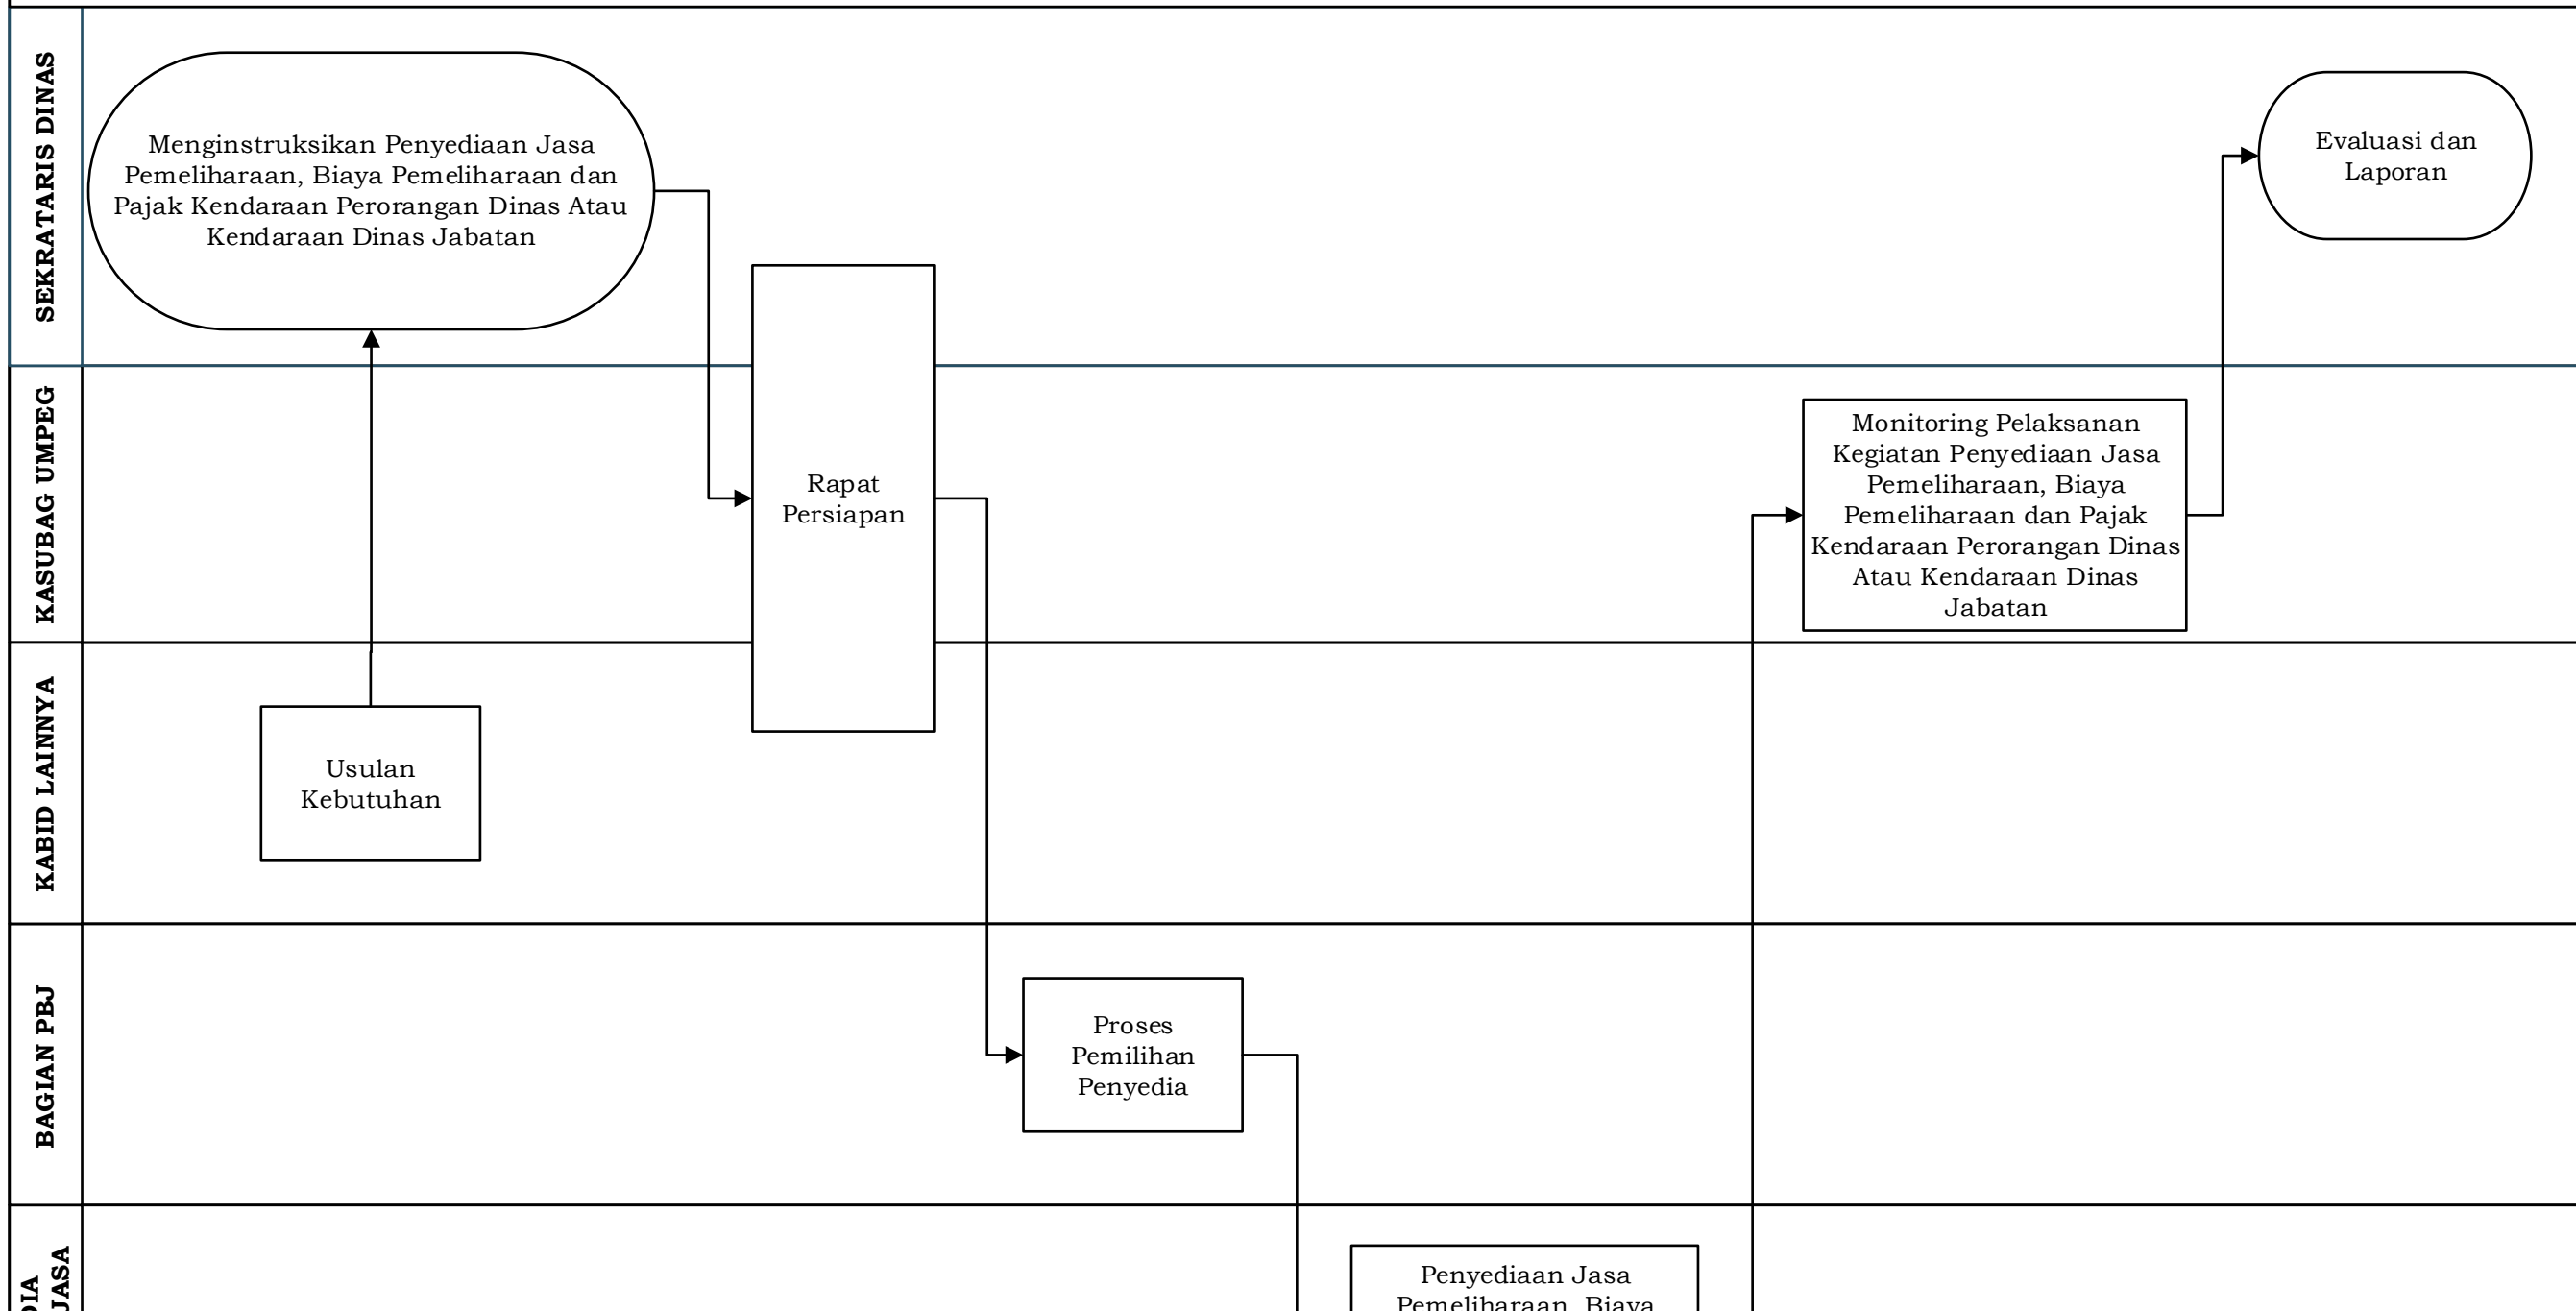 SEKRATARIS DINAS
Menginstruksikan Penyediaan Jasa
Pemeliharaan, Biaya Pemeliharaan dan
Pajak Kendaraan Perorangan Dinas Atau
Kendaraan Dinas Jabatan
Evaluasi dan
Laporan
KASUBAG UMPEG
Rapat
Persiapan
Monitoring Pelaksanan
Kegiatan Penyediaan Jasa
Pemeliharaan, Biaya
Pemeliharaan dan Pajak
Kendaraan Perorangan Dinas
Atau Kendaraan Dinas
Jabatan
KABID LAINNYA
Usulan
Kebutuhan
BAGIAN PBJ
Proses
Pemilihan
Penyedia
Penyediaan Jasa
Pemeliharaan, Biaya